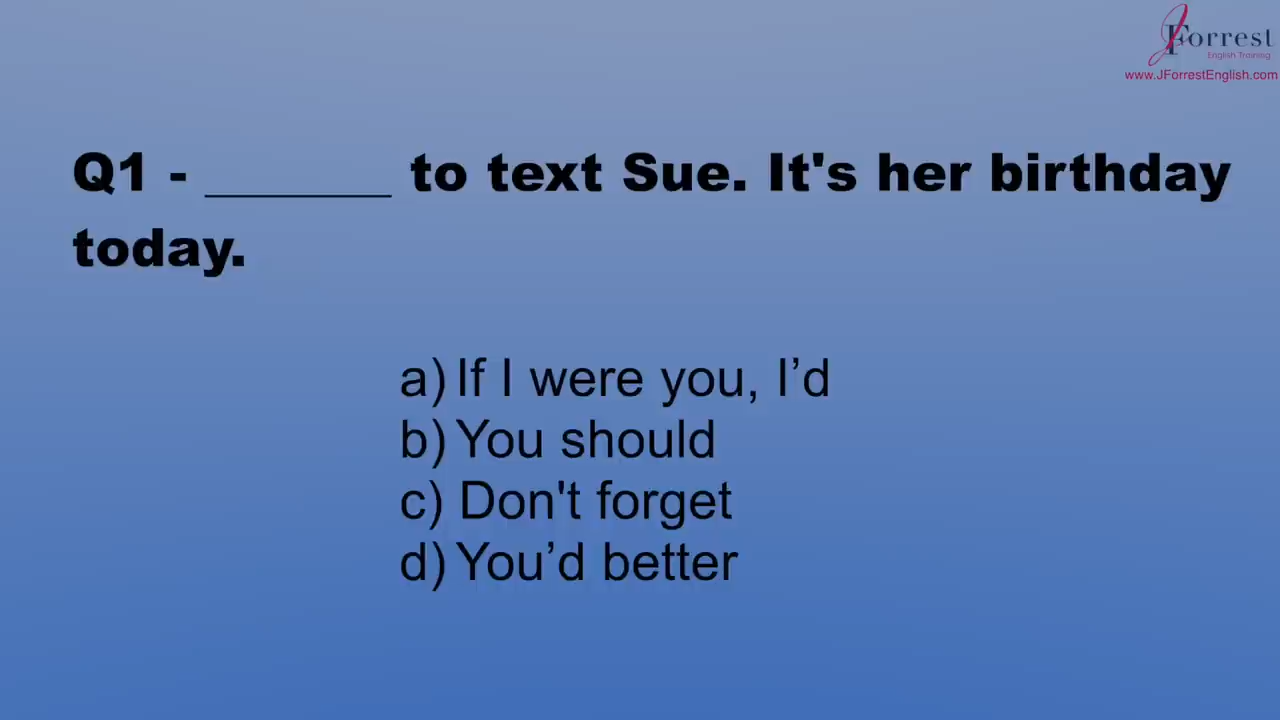 JForrest
English Training
www.JForrestEnglish.com
Q1 - _______ to text Sue. It's her birthday
today.
a) If I were you, I’d
b) You should
c) Don't forget
d) You’d better